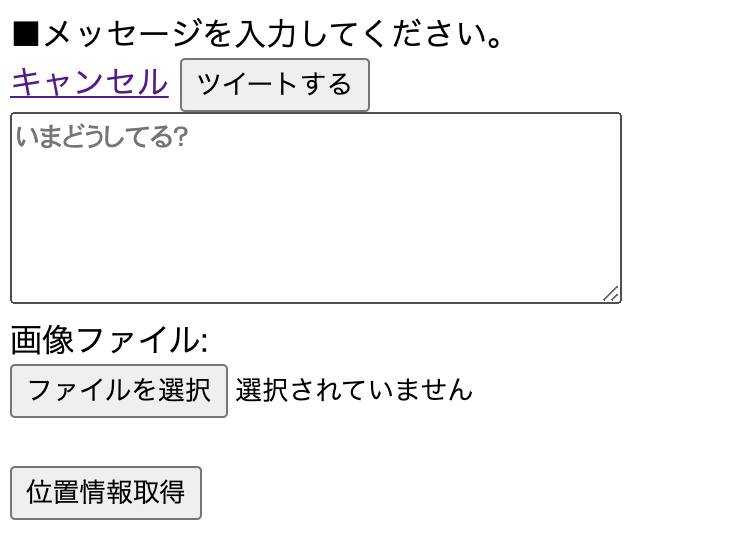 ■メッセージを入力してください。
キャンセル ツイートする
いまどうしてる?
画像ファイル:
ファイルを選択 選択されていません
位置情報取得